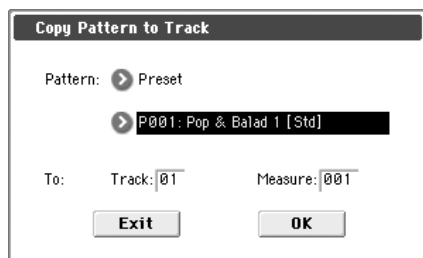 Copy Pattern to Track
Pattern: Preset
P001: Pop & Balad 1 [Std]
To: Track: 01 Measure: 001
Exit OK